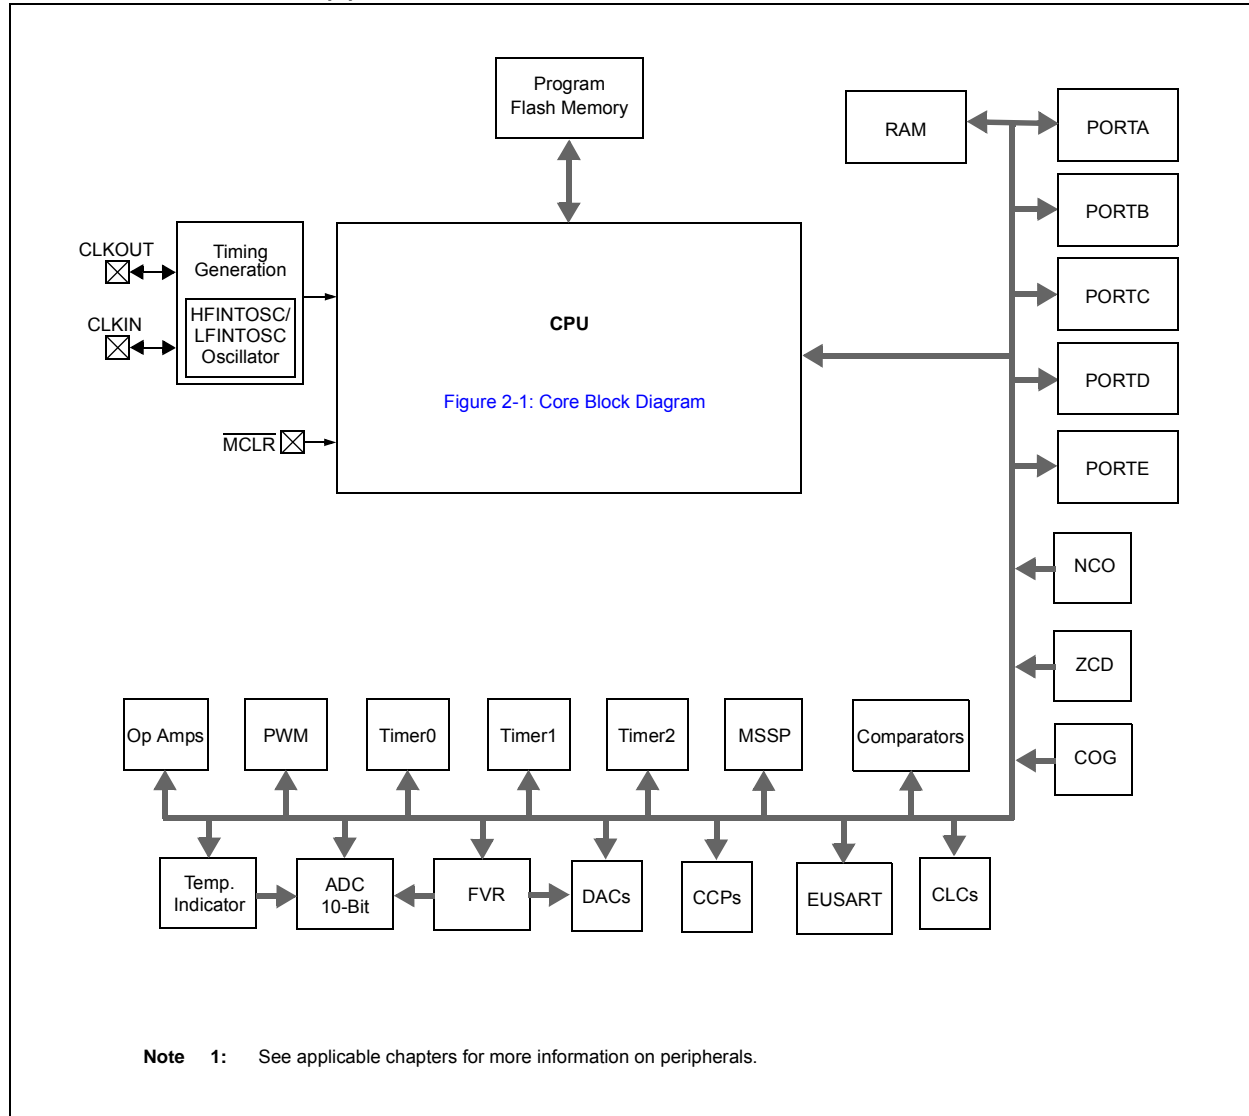 Program
Flash Memory
RAM
PORTA
PORTB
CLKOUT
Timing
Generation
PORTC
HFINTOSC/
LFINTOSC
Oscillator
CLKIN
CPU
PORTD
Figure 2-1: Core Block Diagram
MCLR
PORTE
NCO
ZCD
Op Amps
PWM
Timer0
Timer1
Timer2
MSSP
Comparators
COG
Temp.
Indicator
ADC
10-Bit
FVR
DACs
CCPs
EUSART
CLCs
Note 1: See applicable chapters for more information on peripherals.